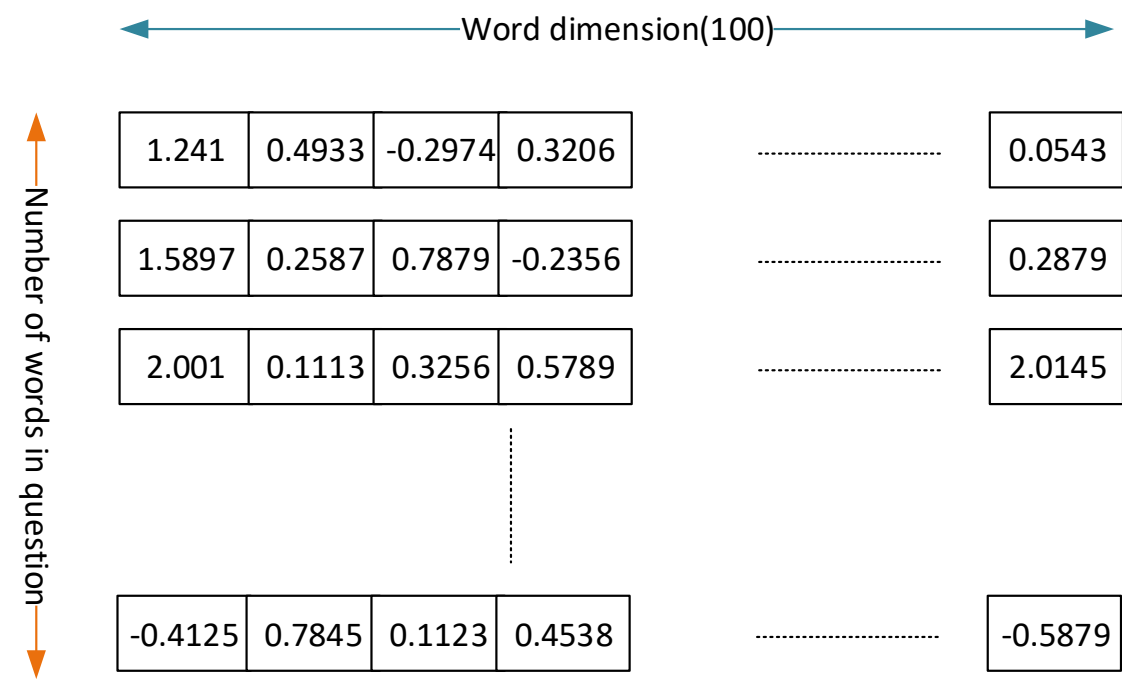 Word dimension(100)
Number of words in question
1.241 0.4933 -0.2974 0.3206 0.0543
1.5897 0.2587 0.7879 -0.2356 0.2879
2.001 0.1113 0.3256 0.5789 2.0145
-0.4125 0.7845 0.1123 0.4538 -0.5879